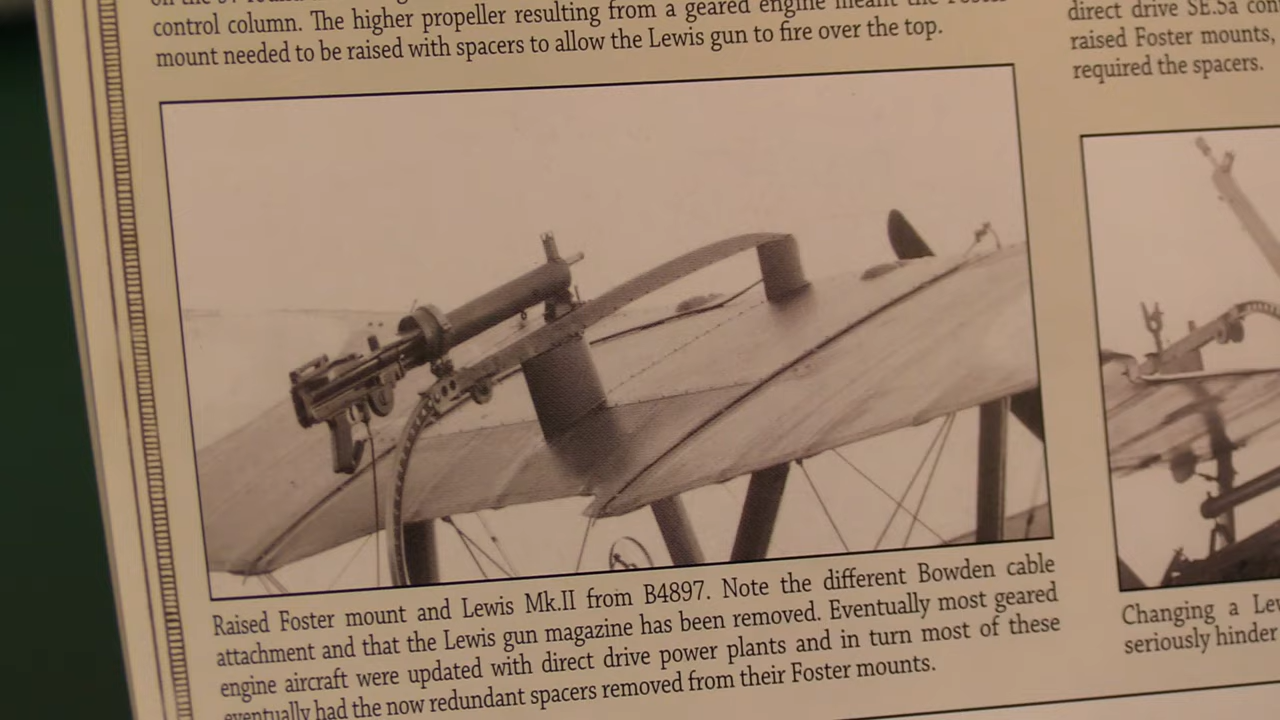 control column. The higher propeller resulting from a geared engine meant the Foster
mount needed to be raised with spacers to allow the Lewis gun to fire over the top.
direct drive SE.5a
raised Foster mounts,
required the spacers.
Raised Foster mount and Lewis Mk.II from B4897. Note the different Bowden cable
attachment and that the Lewis gun magazine has been removed. Eventually most geared
engine aircraft were updated with direct drive power plants and in turn most of these
eventually had the now redundant spacers removed from their Foster mounts.
Changing a
seriously hinder